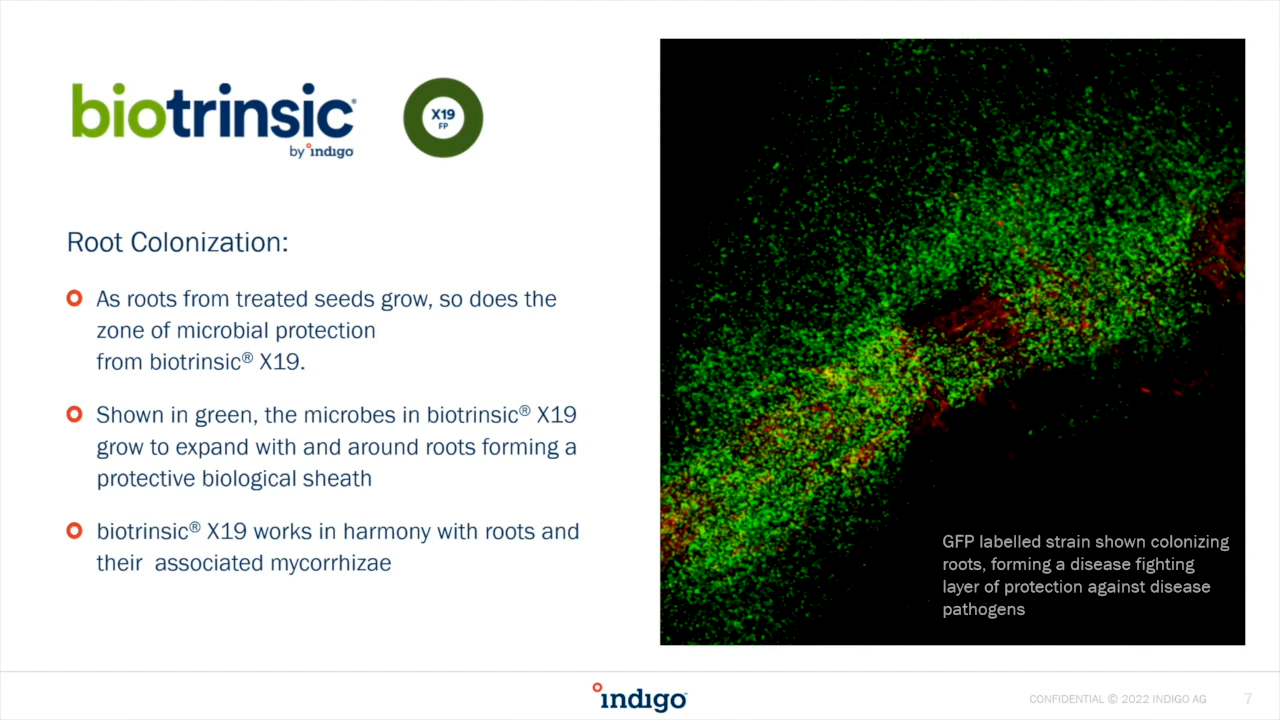 biotrinsic®
by indigo
X19
FP
Root Colonization:
As roots from treated seeds grow, so does the
zone of microbial protection
from biotrinsic® X19.
Shown in green, the microbes in biotrinsic® X19
grow to expand with and around roots forming a
protective biological sheath
biotrinsic® X19 works in harmony with roots and
their  associated mycorrhizae
GFP labelled strain shown colonizing
roots, forming a disease fighting
layer of protection against disease
pathogens
indigo
CONFIDENTIAL © 2022 INDIGO AG
7